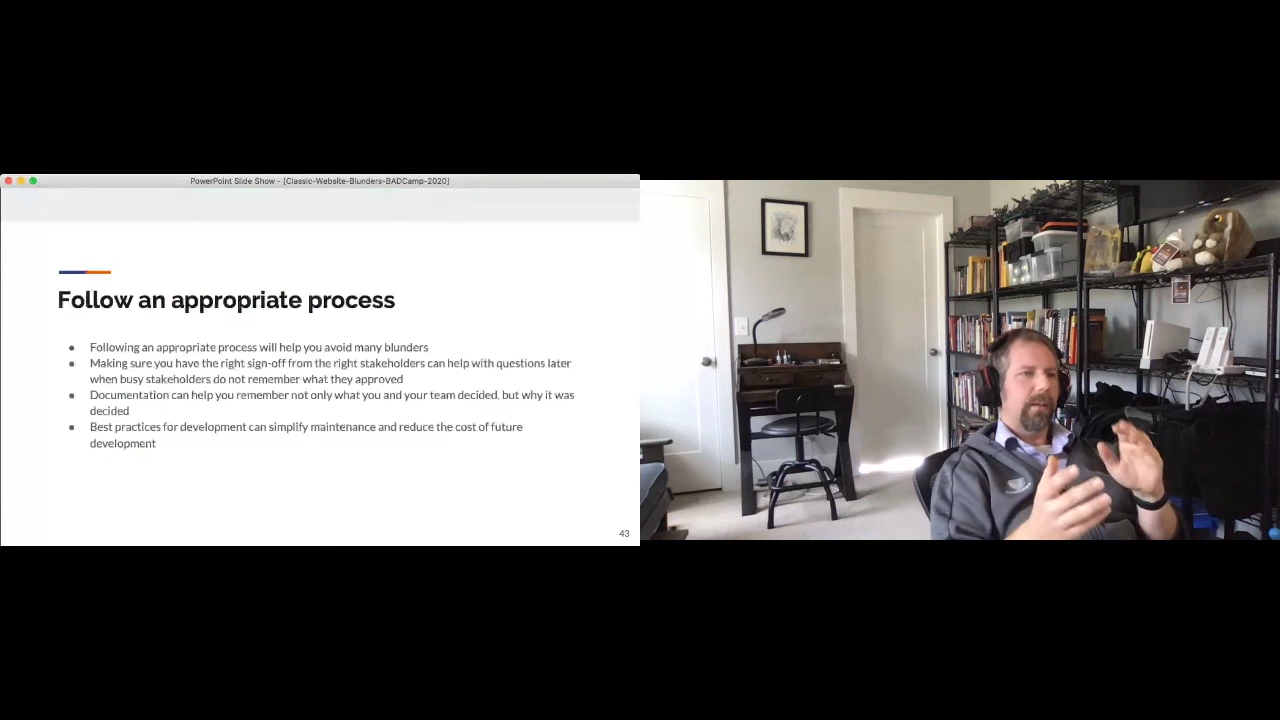 PowerPoint Slide Show - [Classic-Website-Blunders-BADCamp-2020]
Follow an appropriate process
● Following an appropriate process will help you avoid many blunders
● Making sure you have the right sign-off from the right stakeholders can help with questions later
when busy stakeholders do not remember what they approved
● Documentation can help you remember not only what you and your team decided, but why it was
decided
● Best practices for development can simplify maintenance and reduce the cost of future
development
43